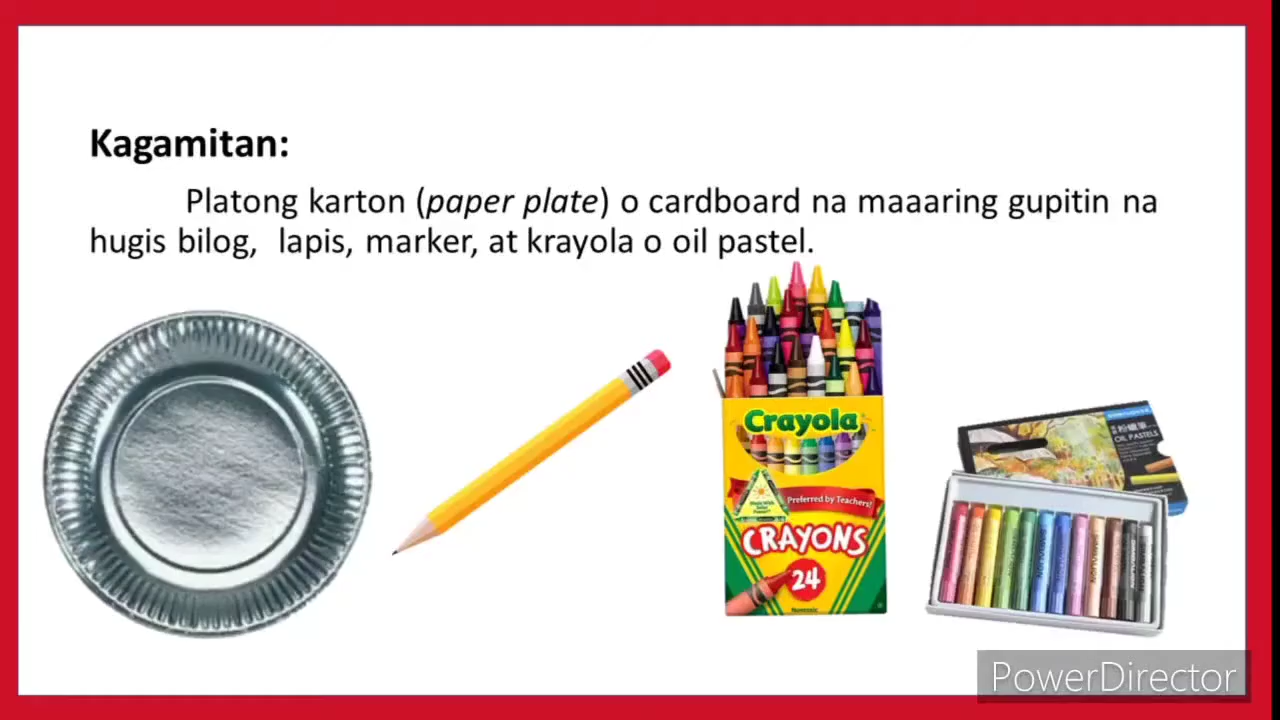 Kagamitan:
Platong karton (paper plate) o cardboard na maaaring gupitin na
hugis bilog, lapis, marker, at krayola o oil pastel.
Crayola
Preferred by Teachers!
CRAYONS
24
Nontoxic
OIL PASTELS
PowerDirector